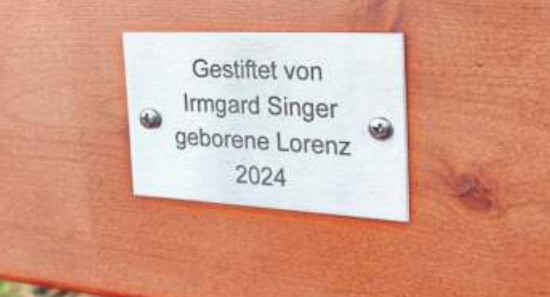 Gestiftet von
Irmgard Singer
geborene Lorenz
2024